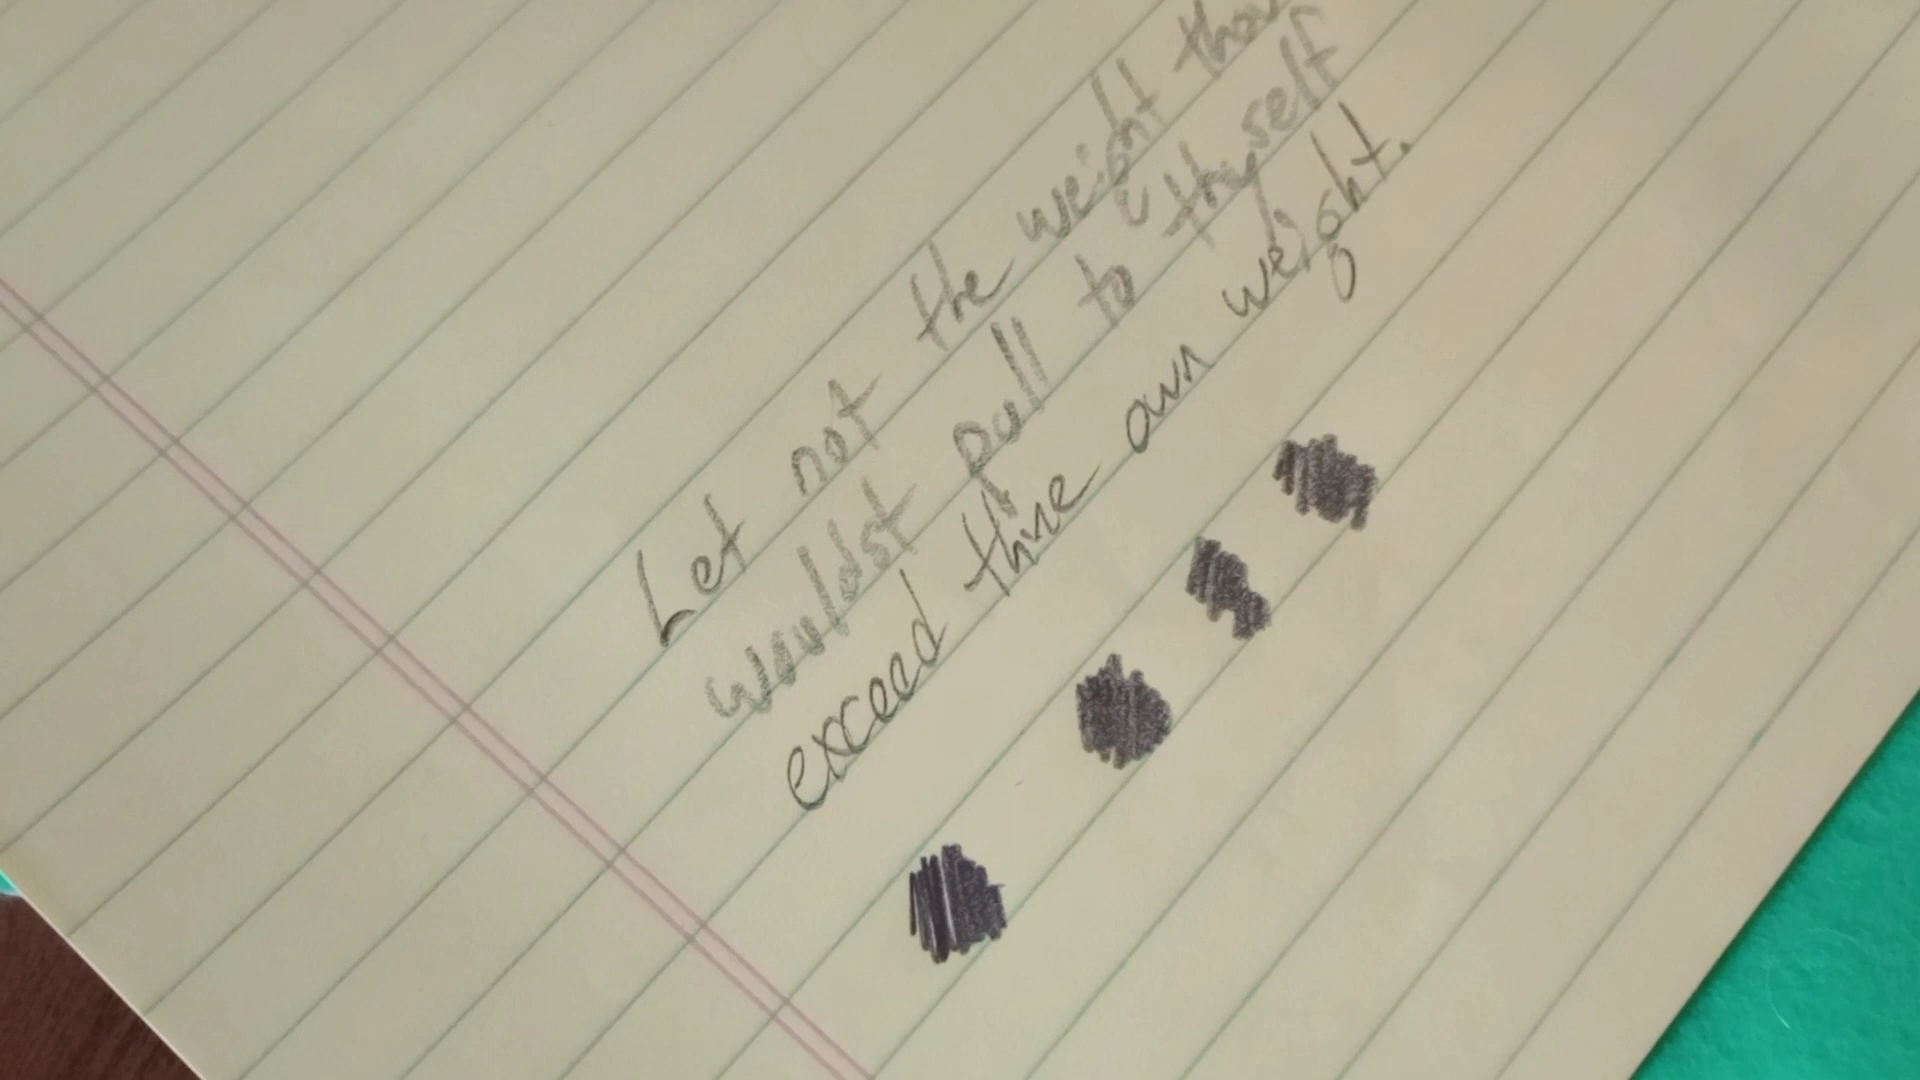 Let not the weight thou
wouldst pull to thyself
exceed thine own weight.